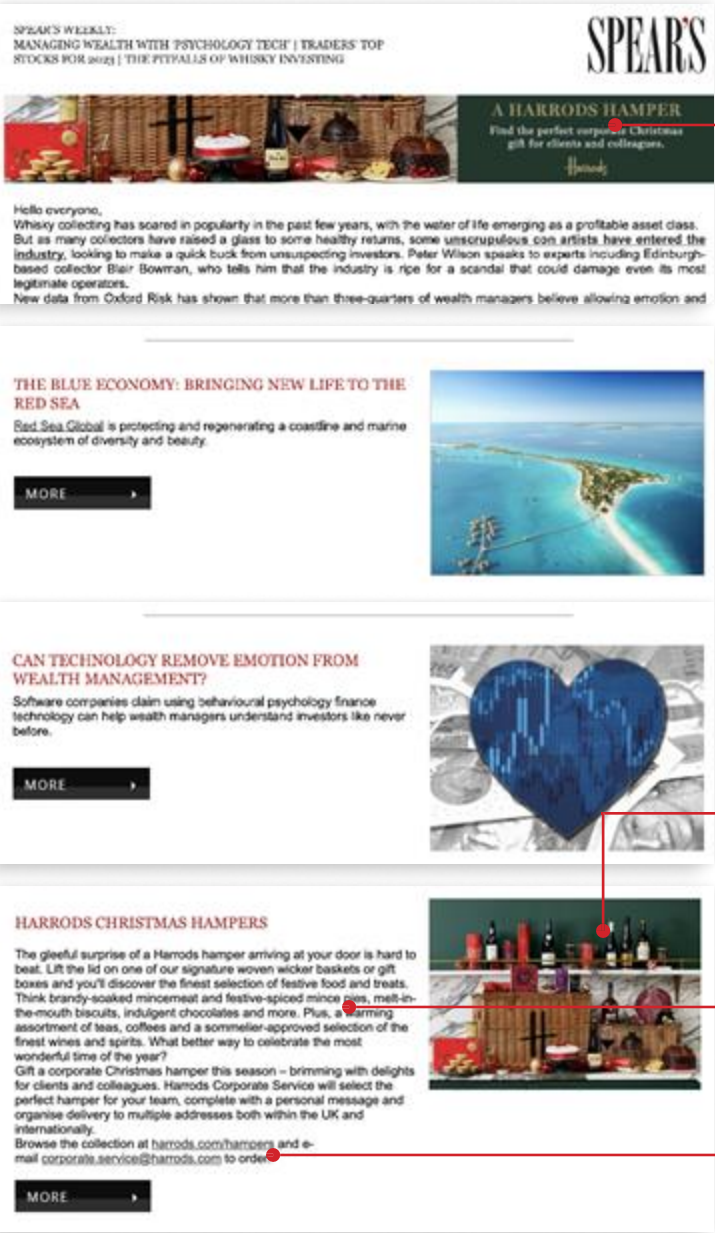 SPEAR'S WEEKLY:
MANAGING WEALTH WITH 'PSYCHOLOGY TECH' | TRADERS' TOP
STOCKS FOR 2023 | THE PITFALLS OF WHISKY INVESTING
SPEAR'S
A HARRODS HAMPER
Find the perfect corporate Christmas
gift for clients and colleagues.
Harrods
Hello everyone,
Whisky collecting has soared in popularity in the past few years, with the water of life emerging as a profitable asset class.
But as many collectors have raised a glass to some healthy returns, some unscrupulous con artists have entered the
industry, looking to make a quick buck from unsuspecting investors. Peter Wilson speaks to experts including Edinburgh-
based collector Blair Bowman, who tells him that the industry is ripe for a scandal that could damage even its most
legitimate operators.
New data from Oxford Risk has shown that more than three-quarters of wealth managers believe allowing emotion and
THE BLUE ECONOMY: BRINGING NEW LIFE TO THE
RED SEA
Red Sea Global is protecting and regenerating a coastline and marine
ecosystem of diversity and beauty.
MORE
CAN TECHNOLOGY REMOVE EMOTION FROM
WEALTH MANAGEMENT?
Software companies claim using behavioural psychology finance
technology can help wealth managers understand investors like never
before.
MORE
HARRODS CHRISTMAS HAMPERS
The gleeful surprise of a Harrods hamper arriving at your door is hard to
beat. Lift the lid on one of our signature woven wicker baskets or gift
boxes and you'll discover the finest selection of festive food and treats.
Think brandy-soaked mincemeat and festive-spiced mince pies, melt-in-
the-mouth biscuits, indulgent chocolates and more. Plus, a warming
assortment of teas, coffees and a sommelier-approved selection of the
finest wines and spirits. What better way to celebrate the most
wonderful time of the year?
Gift a corporate Christmas hamper this season – brimming with delights
for clients and colleagues. Harrods Corporate Service will select the
perfect hamper for your team, complete with a personal message and
organise delivery to multiple addresses both within the UK and
internationally.
Browse the collection at harrods.com/hampers and e-
mail corporate.service@harrods.com to order.
MORE